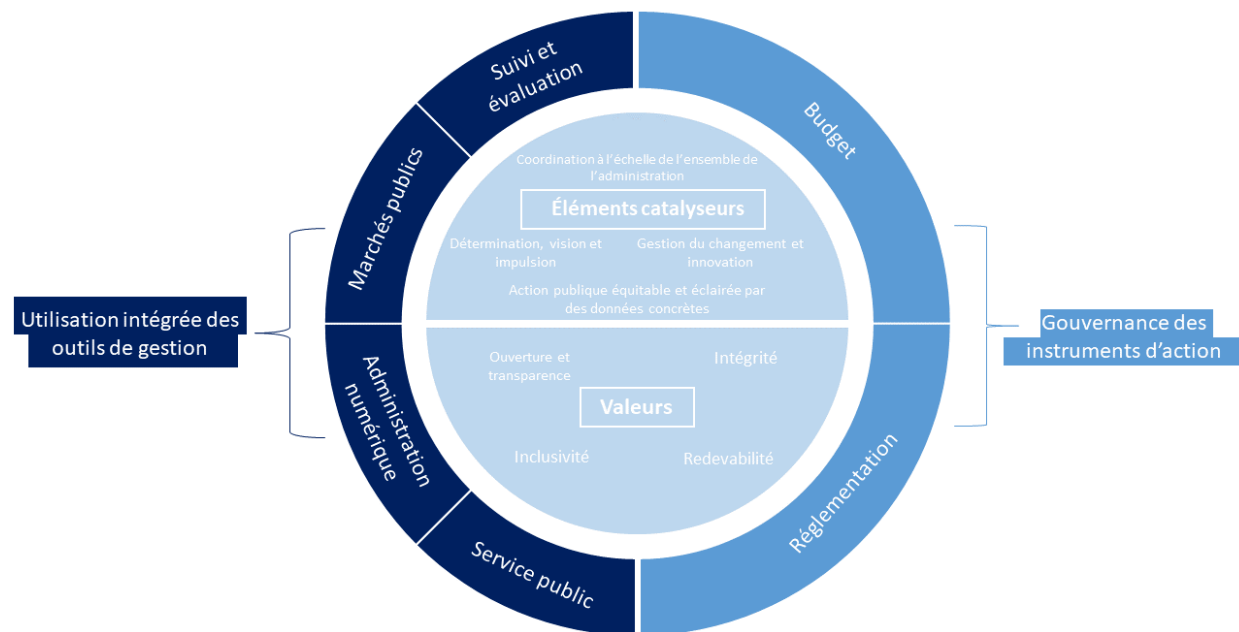 Suivi et
évaluation
Budget
Marchés publics
Coordination à l’échelle de l’ensemble de
l’administration
Éléments catalyseurs
Détermination, vision et
impulsion
Gestion du changement et
innovation
Action publique équitable et éclairée par
des données concrètes
Utilisation intégrée des
outils de gestion
Gouvernance des
instruments d’action
Ouverture et
transparence
Intégrité
Valeurs
Inclusivité
Redevabilité
Administration
numérique
Réglementation
Service public